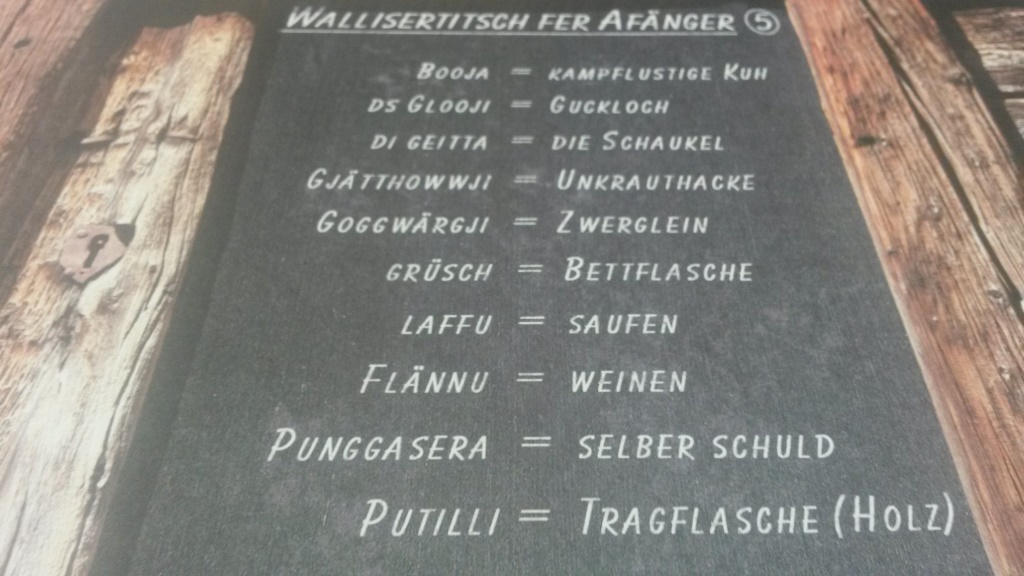 WALLISERTITSCH FER AFÄNGER ⑤
BOOJA = KAMPFLUSTIGE KUH
DS GLOOJI = GUCKLOCH
DI GEITTA = DIE SCHAUKEL
GJÄTTHOWWJI = UNKRAUTHACKE
GOGGWÄRGJI = ZWERGLEIN
GRÜSCH = BETTFLASCHE
LAFFU = SAUFEN
FLÄNNU = WEINEN
PUNGGASERA = SELBER SCHULD
PUTILLI = TRAGFLASCHE (HOLZ)